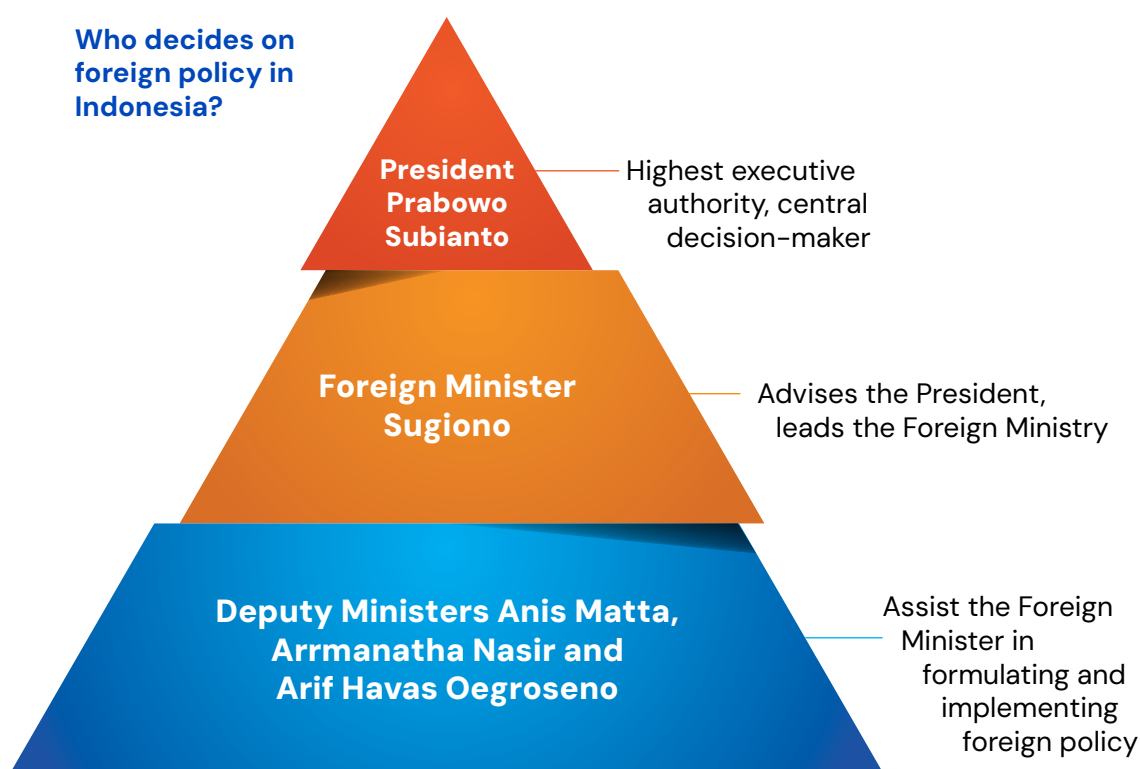 Who decides on
foreign policy in
Indonesia?
President
Prabowo
Subianto
Highest executive
authority, central
decision-maker
Foreign Minister
Sugiono
Advises the President,
leads the Foreign Ministry
Deputy Ministers Anis Matta,
Arrmanatha Nasir and
Arif Havas Oegroseno
Assist the Foreign
Minister in
formulating and
implementing
foreign policy